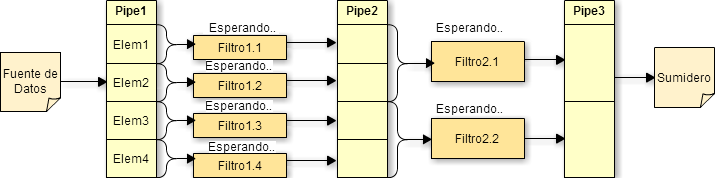 Pipe1
Pipe2
Pipe3
Fuente de
Datos
Elem1
Elem2
Elem3
Elem4
Esperando..
Filtro1.1
Esperando..
Filtro1.2
Esperando..
Filtro1.3
Esperando..
Filtro1.4
Esperando..
Filtro2.1
Esperando..
Filtro2.2
Sumidero